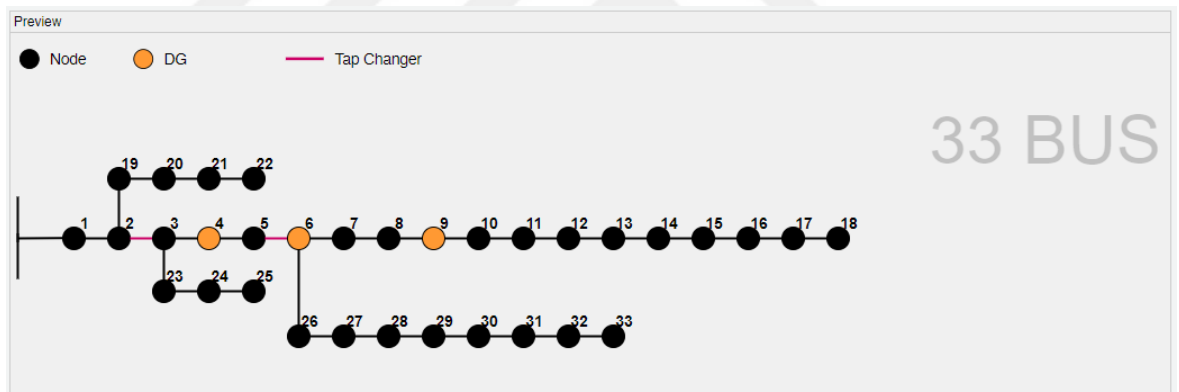 Preview
Node DG Tap Changer
33 BUS
19 20 21 22
1 2 3 4 5 6 7 8 9 10 11 12 13 14 15 16 17 18
23 24 25
26 27 28 29 30 31 32 33